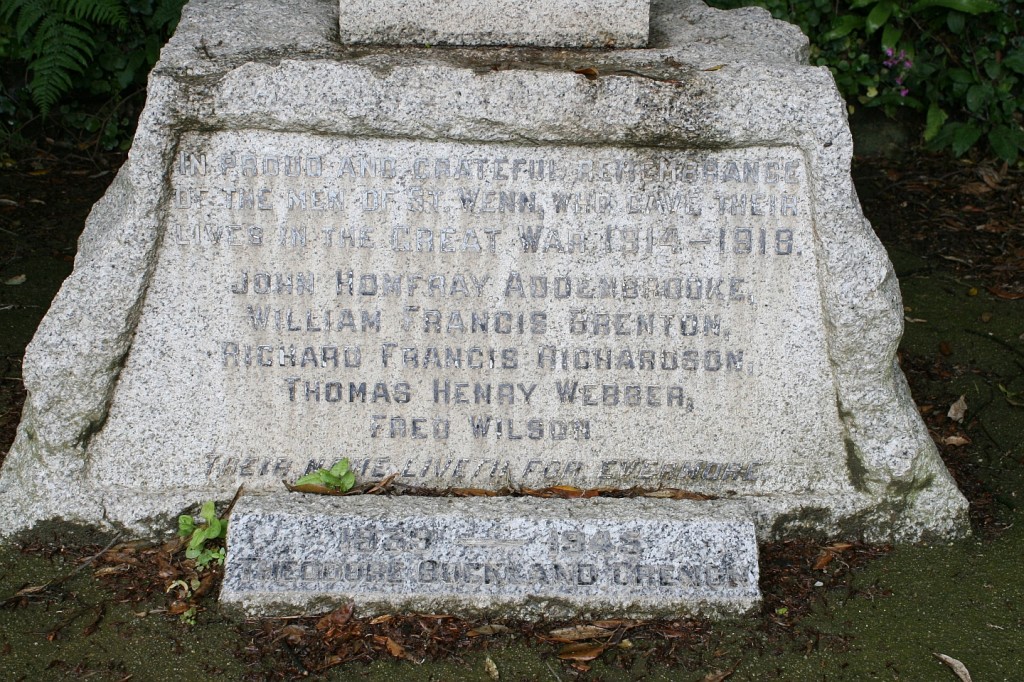 IN PROUD AND GRATEFUL REMEMBRANCE
OF THE MEN OF ST. WENN, WHO GAVE THEIR
LIVES IN THE GREAT WAR 1914-1918.
JOHN HOMFRAY ADDENBROOKE,
WILLIAM FRANCIS BRENTON,
RICHARD FRANCIS RICHARDSON,
THOMAS HENRY WEBBER,
FRED WILSON
THEIR NAME LIVETH FOR EVERMORE.
1939 — 1945
THEODORE BUCKLAND CRENCH